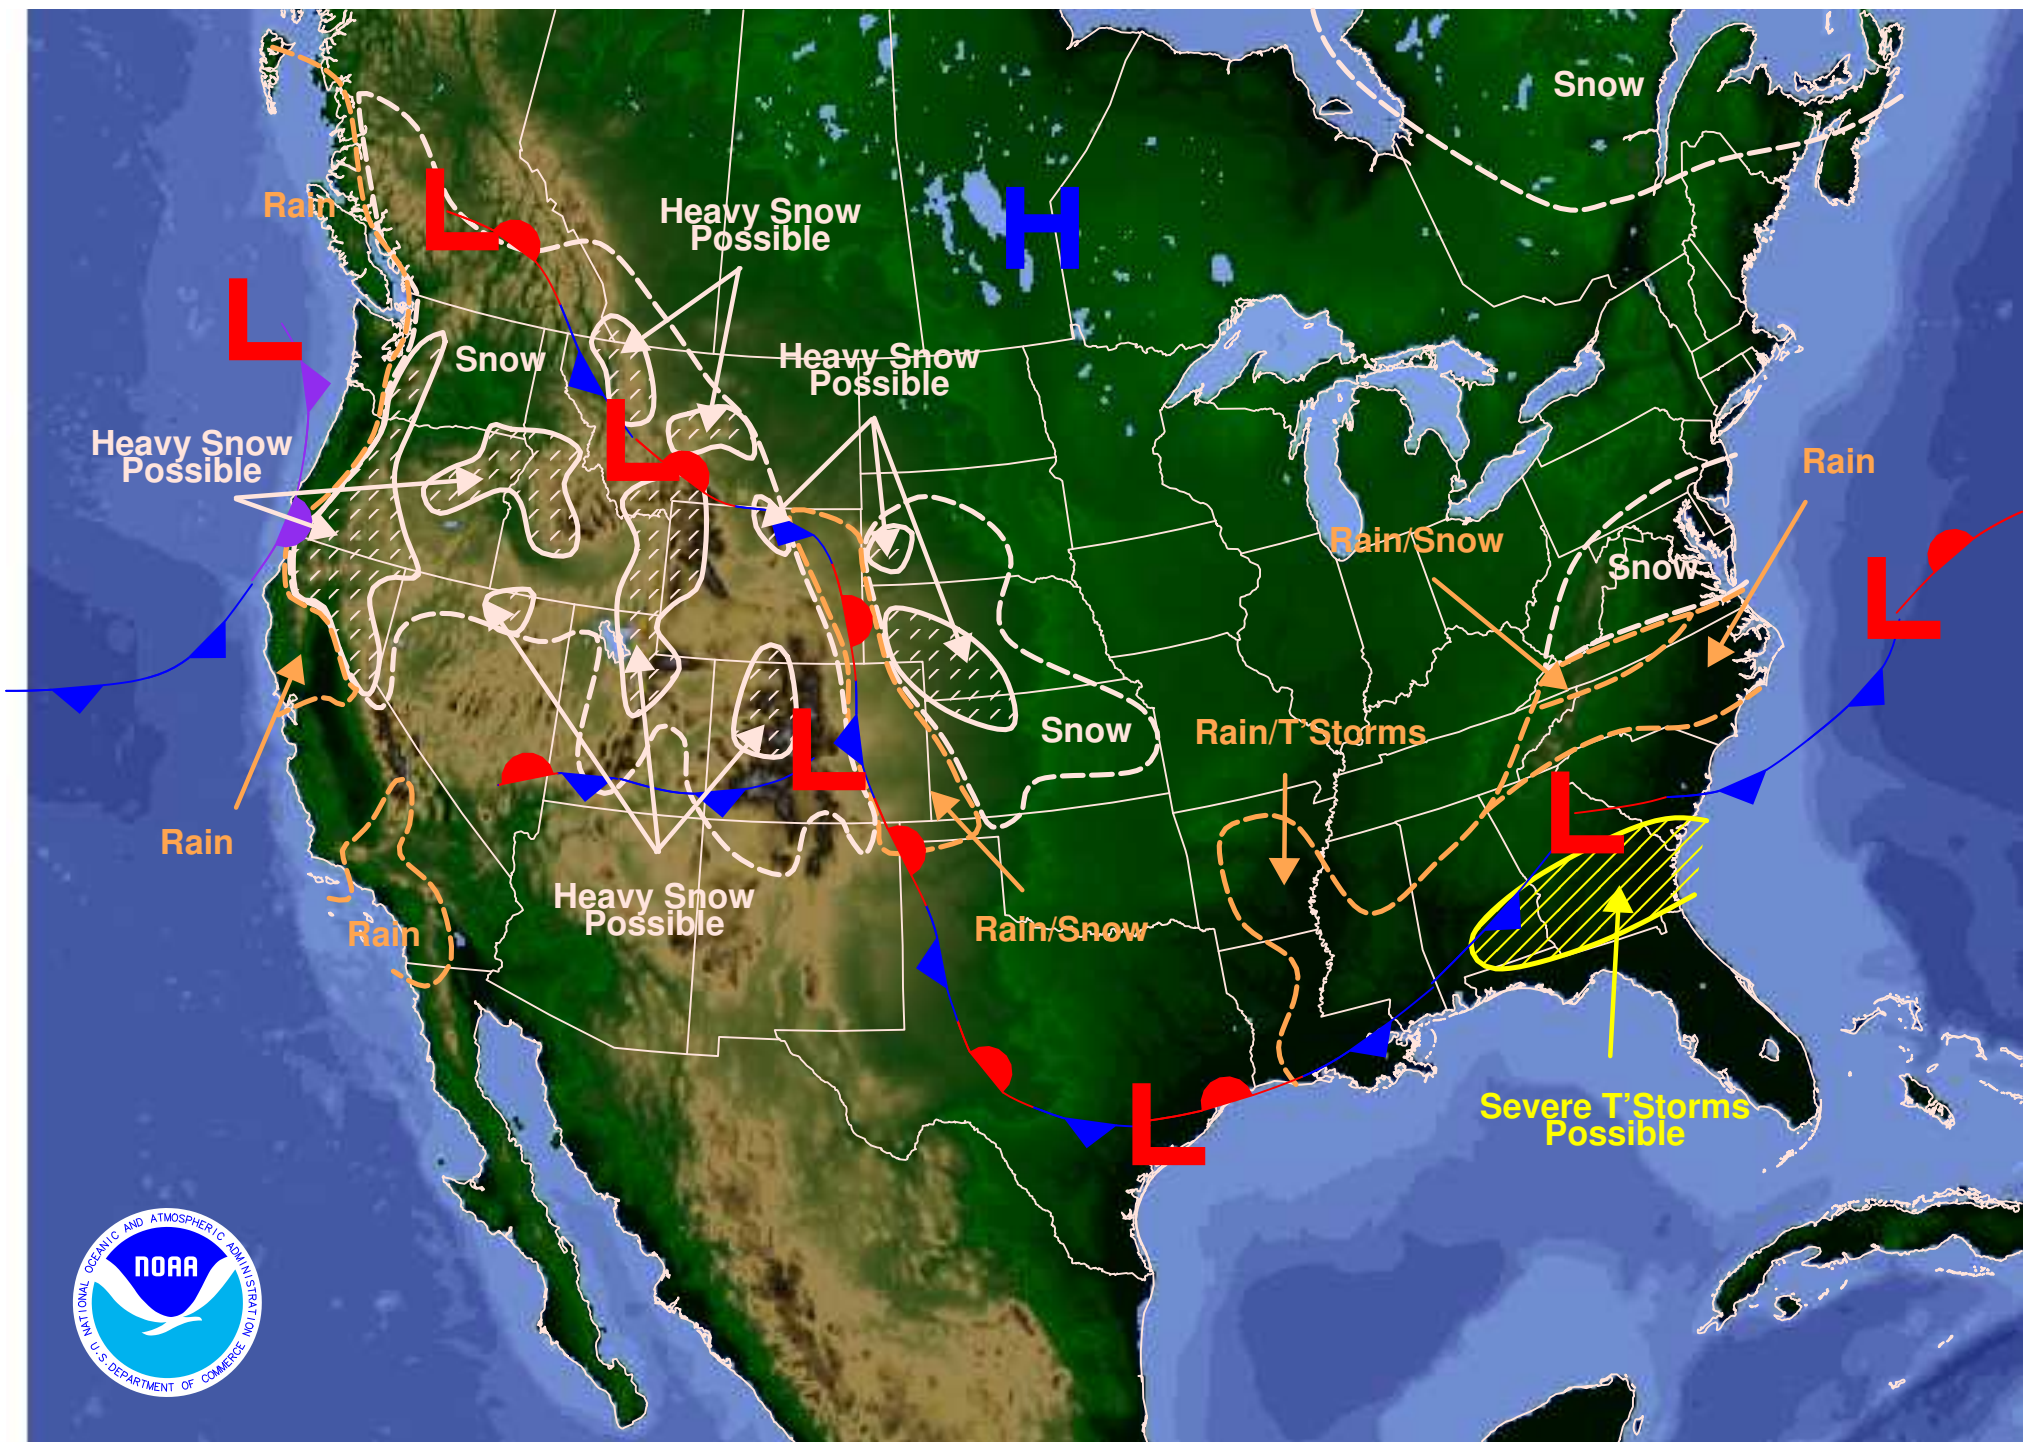 Snow
Rain
Heavy Snow
Possible
H
L
L
Snow
Heavy Snow
Possible
Heavy Snow
Possible
L
Rain
Rain/Snow
Snow
L
Snow
Rain/T'Storms
L
L
Rain
Heavy Snow
Possible
Rain
Rain/Snow
Severe T'Storms
Possible
L
NOAA
NATIONAL OCEANIC AND ATMOSPHERIC ADMINISTRATION
U.S. DEPARTMENT OF COMMERCE